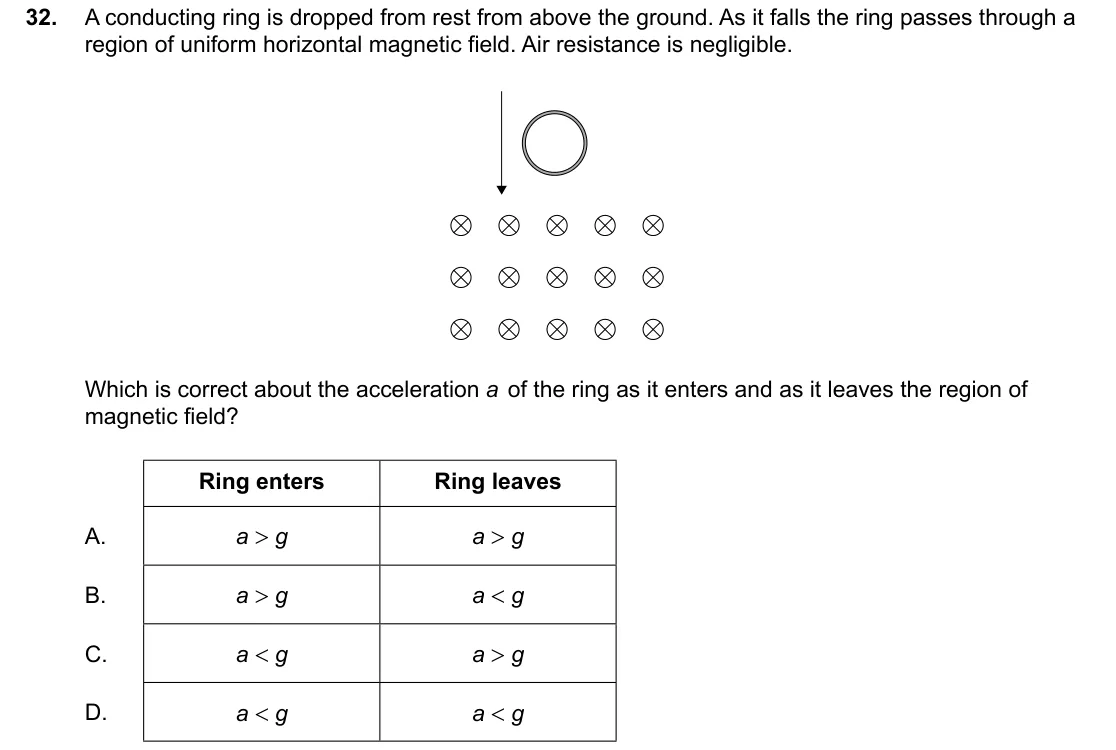 32. A conducting ring is dropped from rest from above the ground. As it falls the ring passes through a
region of uniform horizontal magnetic field. Air resistance is negligible.
Which is correct about the acceleration a of the ring as it enters and as it leaves the region of
magnetic field?
Ring enters Ring leaves
A. a > g a > g
B. a > g a < g
C. a < g a > g
D. a < g a < g